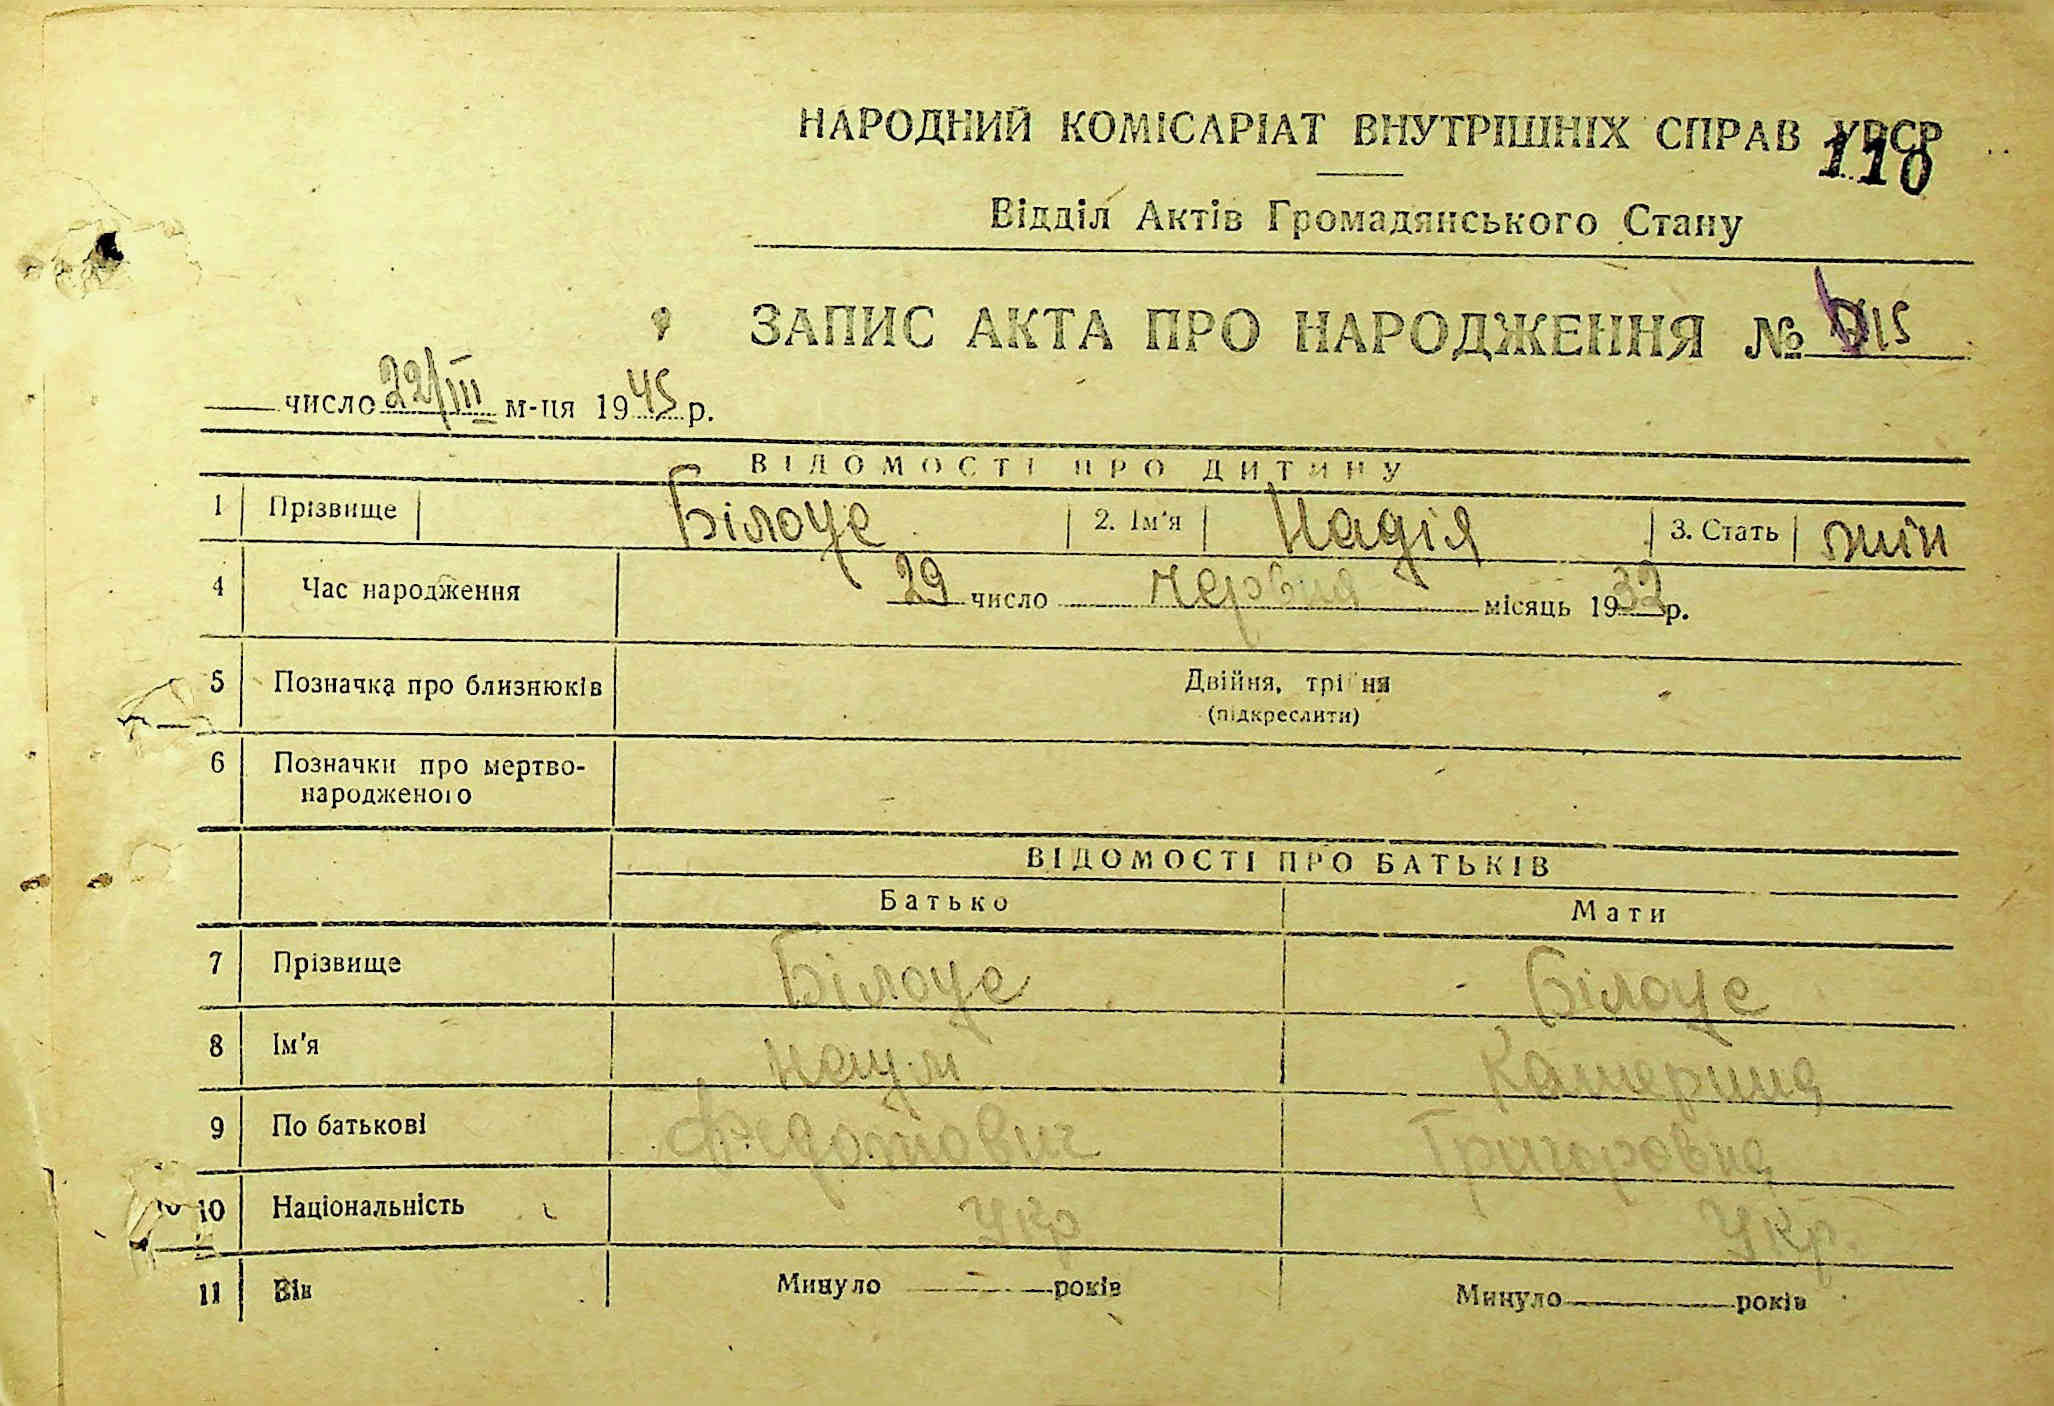 НАРОДНИЙ КОМІСАРІАТ ВНУТРІШНІХ СПРАВ УРСР
110
Відділ Актів Громадянського Стану
ЗАПИС АКТА ПРО НАРОДЖЕННЯ №
число 22/III м-ця 1945 р.
ВІДОМОСТІ ПРО ДИТИНУ
1 Прізвище Білоус 2. Ім'я Надія 3. Стать жін
4 Час народження 29 число червня місяць 1932 р.
5 Позначка про близнюків Двійня, трійня
(підкреслити)
6 Позначки про мертво-
народженого
ВІДОМОСТІ ПРО БАТЬКІВ
Батько Мати
7 Прізвище Білоус Білоус
8 Ім'я Наум Катерина
9 По батькові Федотович Григоровна
10 Національність Укр Укр.
11 Вік Минуло років Минуло років